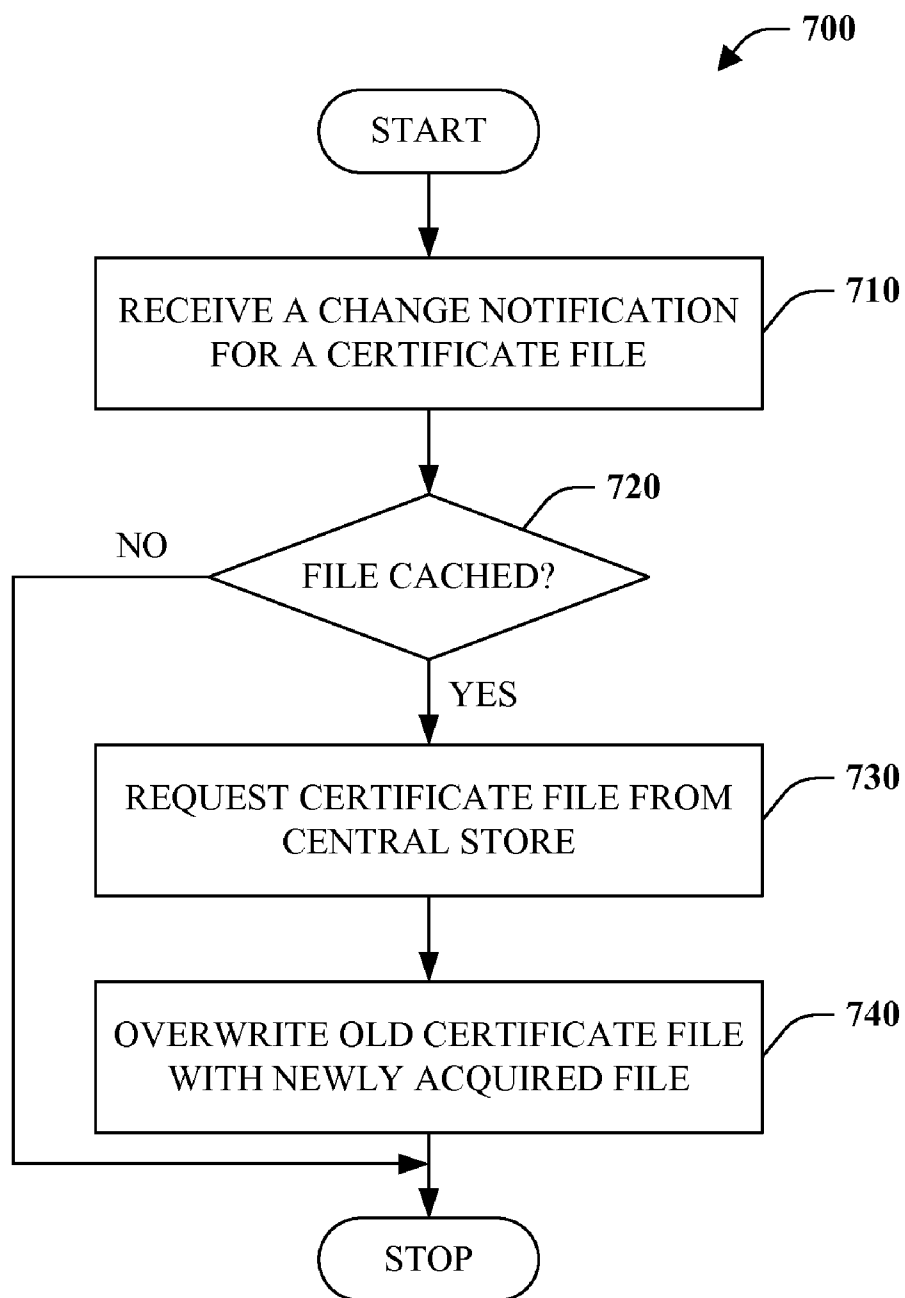 700
START
RECEIVE A CHANGE NOTIFICATION
FOR A CERTIFICATE FILE
710
720
NO
FILE CACHED?
YES
REQUEST CERTIFICATE FILE FROM
CENTRAL STORE
730
OVERWRITE OLD CERTIFICATE FILE
WITH NEWLY ACQUIRED FILE
740
STOP